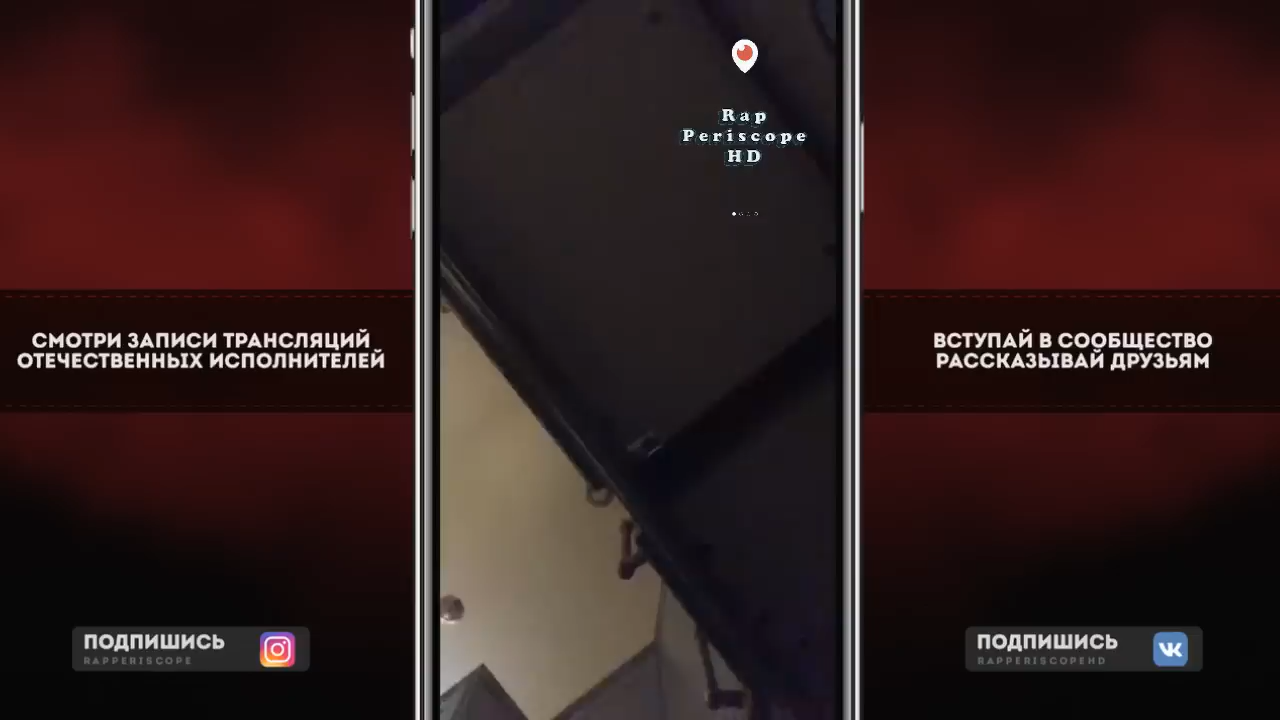 Rap
Periscope
HD
СМОТРИ ЗАПИСИ ТРАНСЛЯЦИЙ
ОТЕЧЕСТВЕННЫХ ИСПОЛНИТЕЛЕЙ
ВСТУПАЙ В СООБЩЕСТВО
РАССКАЗЫВАЙ ДРУЗЬЯМ
ПОДПИШИСЬ
RAPPERISCOPE
ПОДПИШИСЬ
RAPPERISCOPEHD